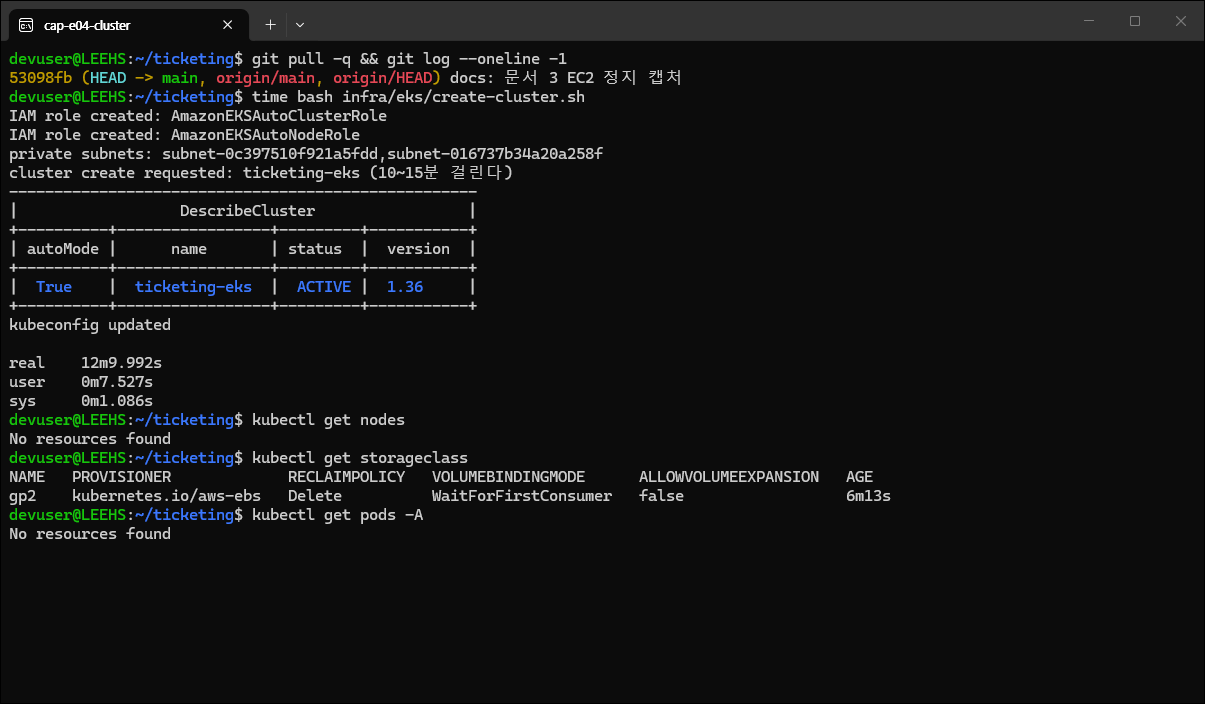 cap-e04-cluster
devuser@LEEHS:~/ticketing$ git pull -q && git log --oneline -1
53098fb (HEAD -> main, origin/main, origin/HEAD) docs: 문서 3 EC2 정지 캡처
devuser@LEEHS:~/ticketing$ time bash infra/eks/create-cluster.sh
IAM role created: AmazonEKSAutoClusterRole
IAM role created: AmazonEKSAutoNodeRole
private subnets: subnet-0c397510f921a5fdd,subnet-016737b34a20a258f
cluster create requested: ticketing-eks (10~15분 걸린다)
----------------------------------------------------
|                  DescribeCluster                 |
+----------+-----------------+---------+-----------+
| autoMode |      name       | status  |  version  |
+----------+-----------------+---------+-----------+
|  True    |  ticketing-eks  |  ACTIVE |  1.36     |
+----------+-----------------+---------+-----------+
kubeconfig updated
real    12m9.992s
user    0m7.527s
sys     0m1.086s
devuser@LEEHS:~/ticketing$ kubectl get nodes
No resources found
devuser@LEEHS:~/ticketing$ kubectl get storageclass
NAME   PROVISIONER             RECLAIMPOLICY   VOLUMEBINDINGMODE      ALLOWVOLUMEEXPANSION   AGE
gp2    kubernetes.io/aws-ebs   Delete          WaitForFirstConsumer   false                  6m13s
devuser@LEEHS:~/ticketing$ kubectl get pods -A
No resources found